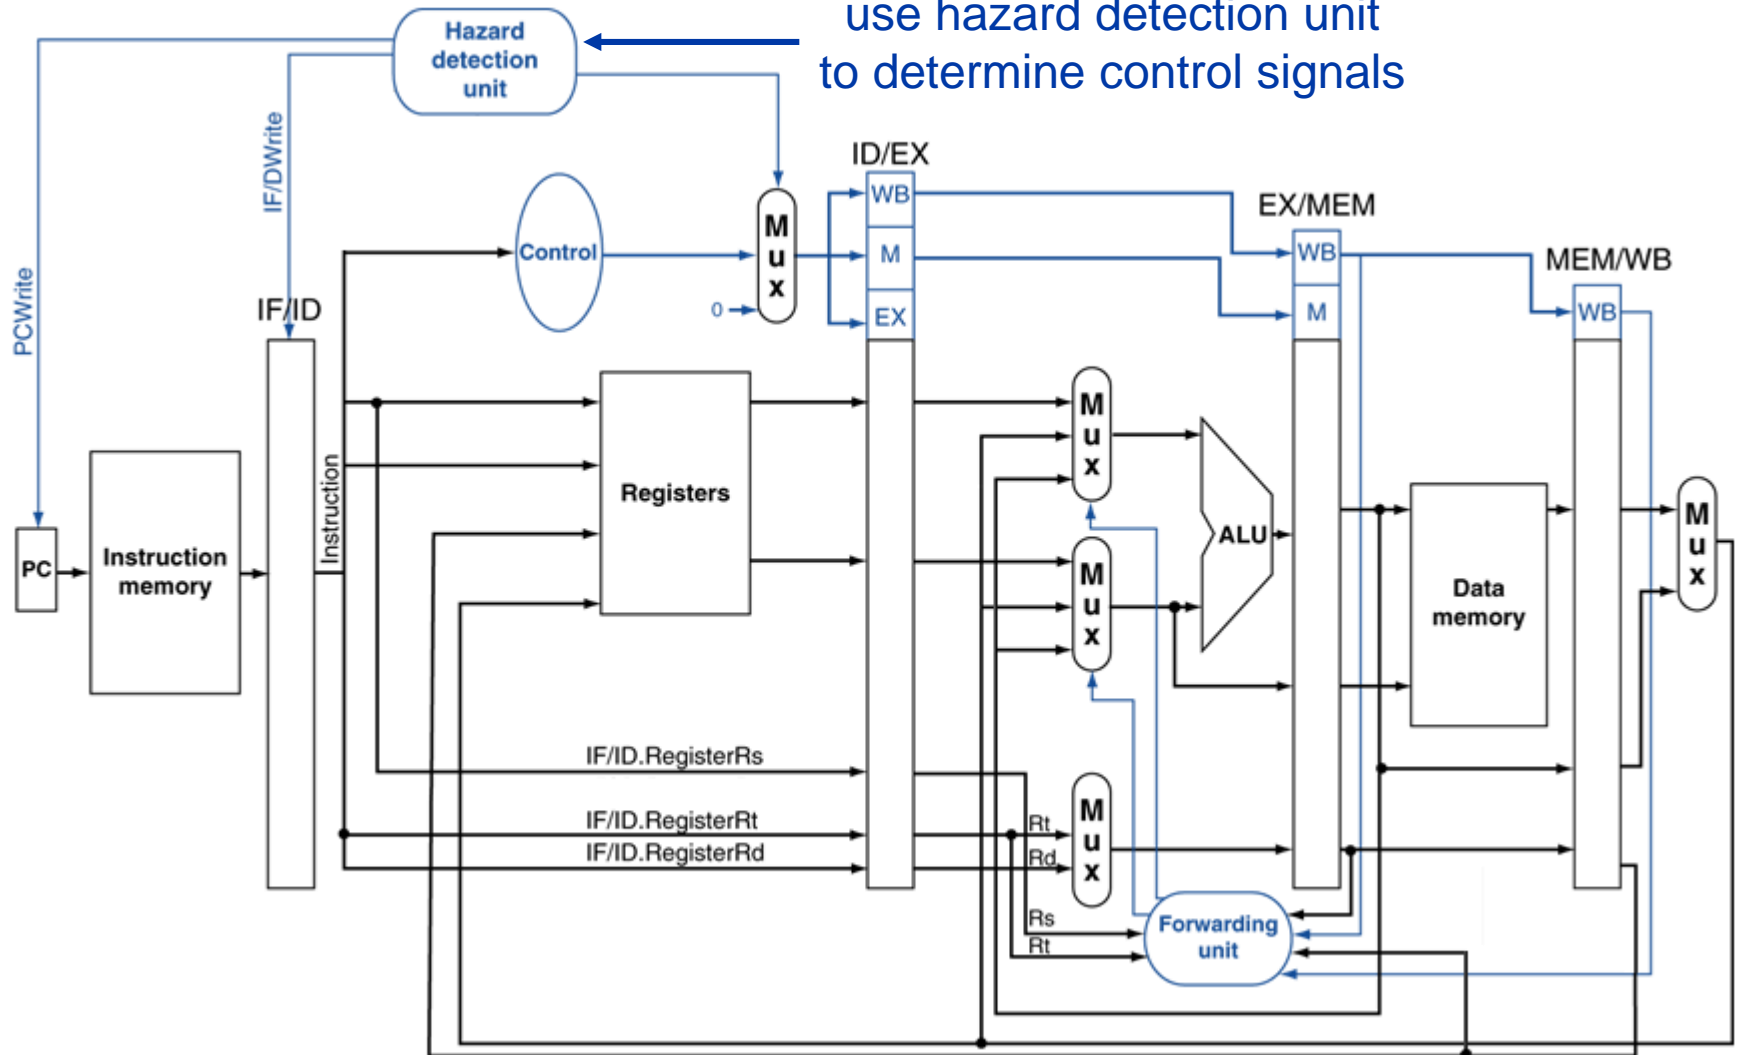 use hazard detection unit
to determine control signals
Hazard
detection
unit
IF/DWrite
PCWrite
ID/EX
WB
M
EX
EX/MEM
WB
M
MEM/WB
WB
Control
M
u
x
0
IF/ID
PC
Instruction
memory
Instruction
Registers
M
u
x
M
u
x
ALU
Data
memory
M
u
x
IF/ID.RegisterRs
IF/ID.RegisterRt
IF/ID.RegisterRd
Rt
Rd
M
u
x
Rs
Rt
Forwarding
unit